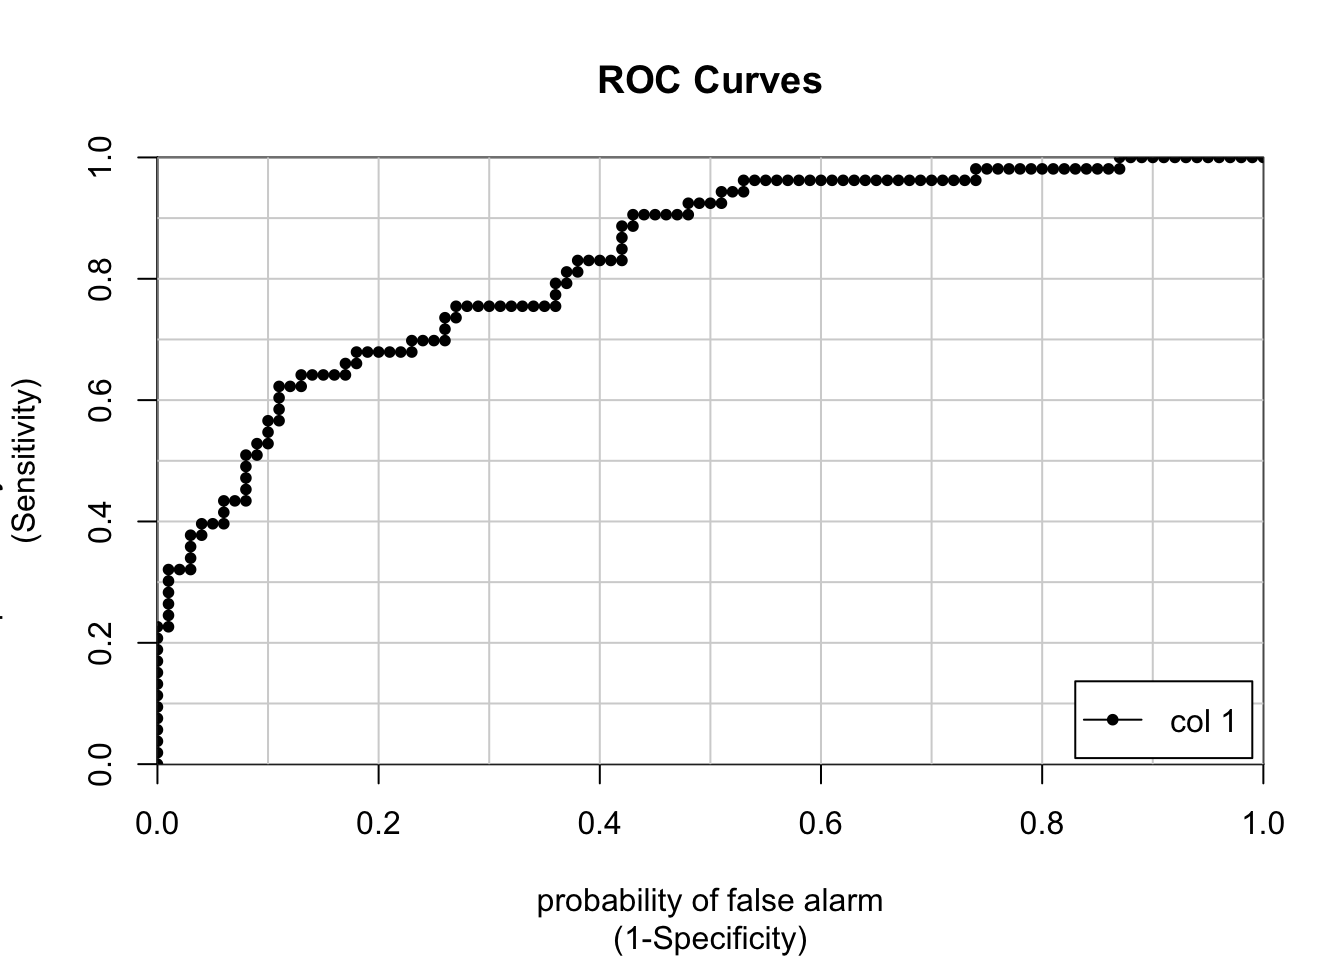 ROC Curves
(Sensitivity)
1.0
0.8
0.6
0.4
0.2
0.0
col 1
0.0 0.2 0.4 0.6 0.8 1.0
probability of false alarm
(1-Specificity)